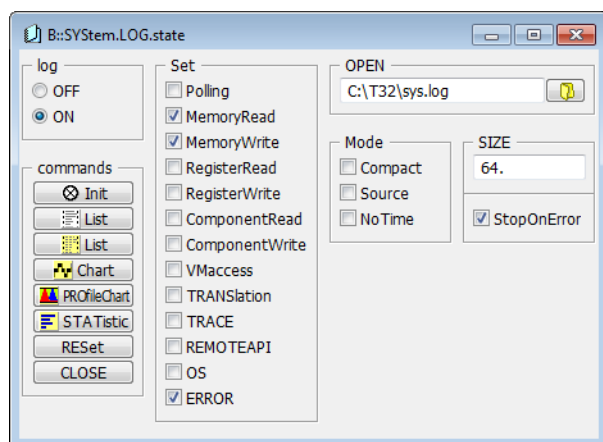 B::SYStem.LOG.state
log
OFF
ON
commands
Init
List
List
Chart
PROfileChart
STATistic
RESet
CLOSE
Set
Polling
MemoryRead
MemoryWrite
RegisterRead
RegisterWrite
ComponentRead
ComponentWrite
VMaccess
TRANSlation
TRACE
REMOTEAPI
OS
ERROR
OPEN
C:\T32\sys.log
Mode
Compact
Source
NoTime
SIZE
64.
StopOnError